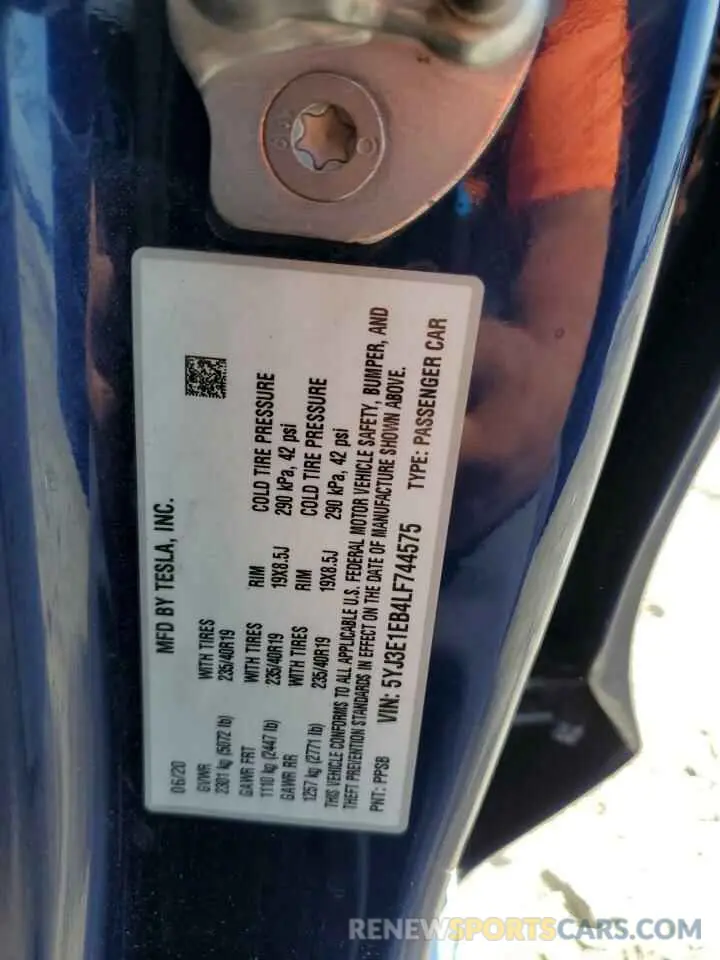 MFD BY TESLA, INC.
06/20
GVWR
2301 kg (5072 lb)
WITH TIRES
235/40R19
GAWR FRT
1110 kg (2447 lb)
WITH TIRES
235/40R19
RIM
19X8.5J
COLD TIRE PRESSURE
290 kPa, 42 psi
GAWR RR
1257 kg (2771 lb)
WITH TIRES
235/40R19
RIM
19X8.5J
COLD TIRE PRESSURE
290 kPa, 42 psi
THIS VEHICLE CONFORMS TO ALL APPLICABLE U.S. FEDERAL MOTOR VEHICLE SAFETY, BUMPER, AND
THEFT PREVENTION STANDARDS IN EFFECT ON THE DATE OF MANUFACTURE SHOWN ABOVE.
PNT: PPSB VIN: 5YJ3E1EB4LF744575 TYPE: PASSENGER CAR
RENEWSPORTSCARS.COM